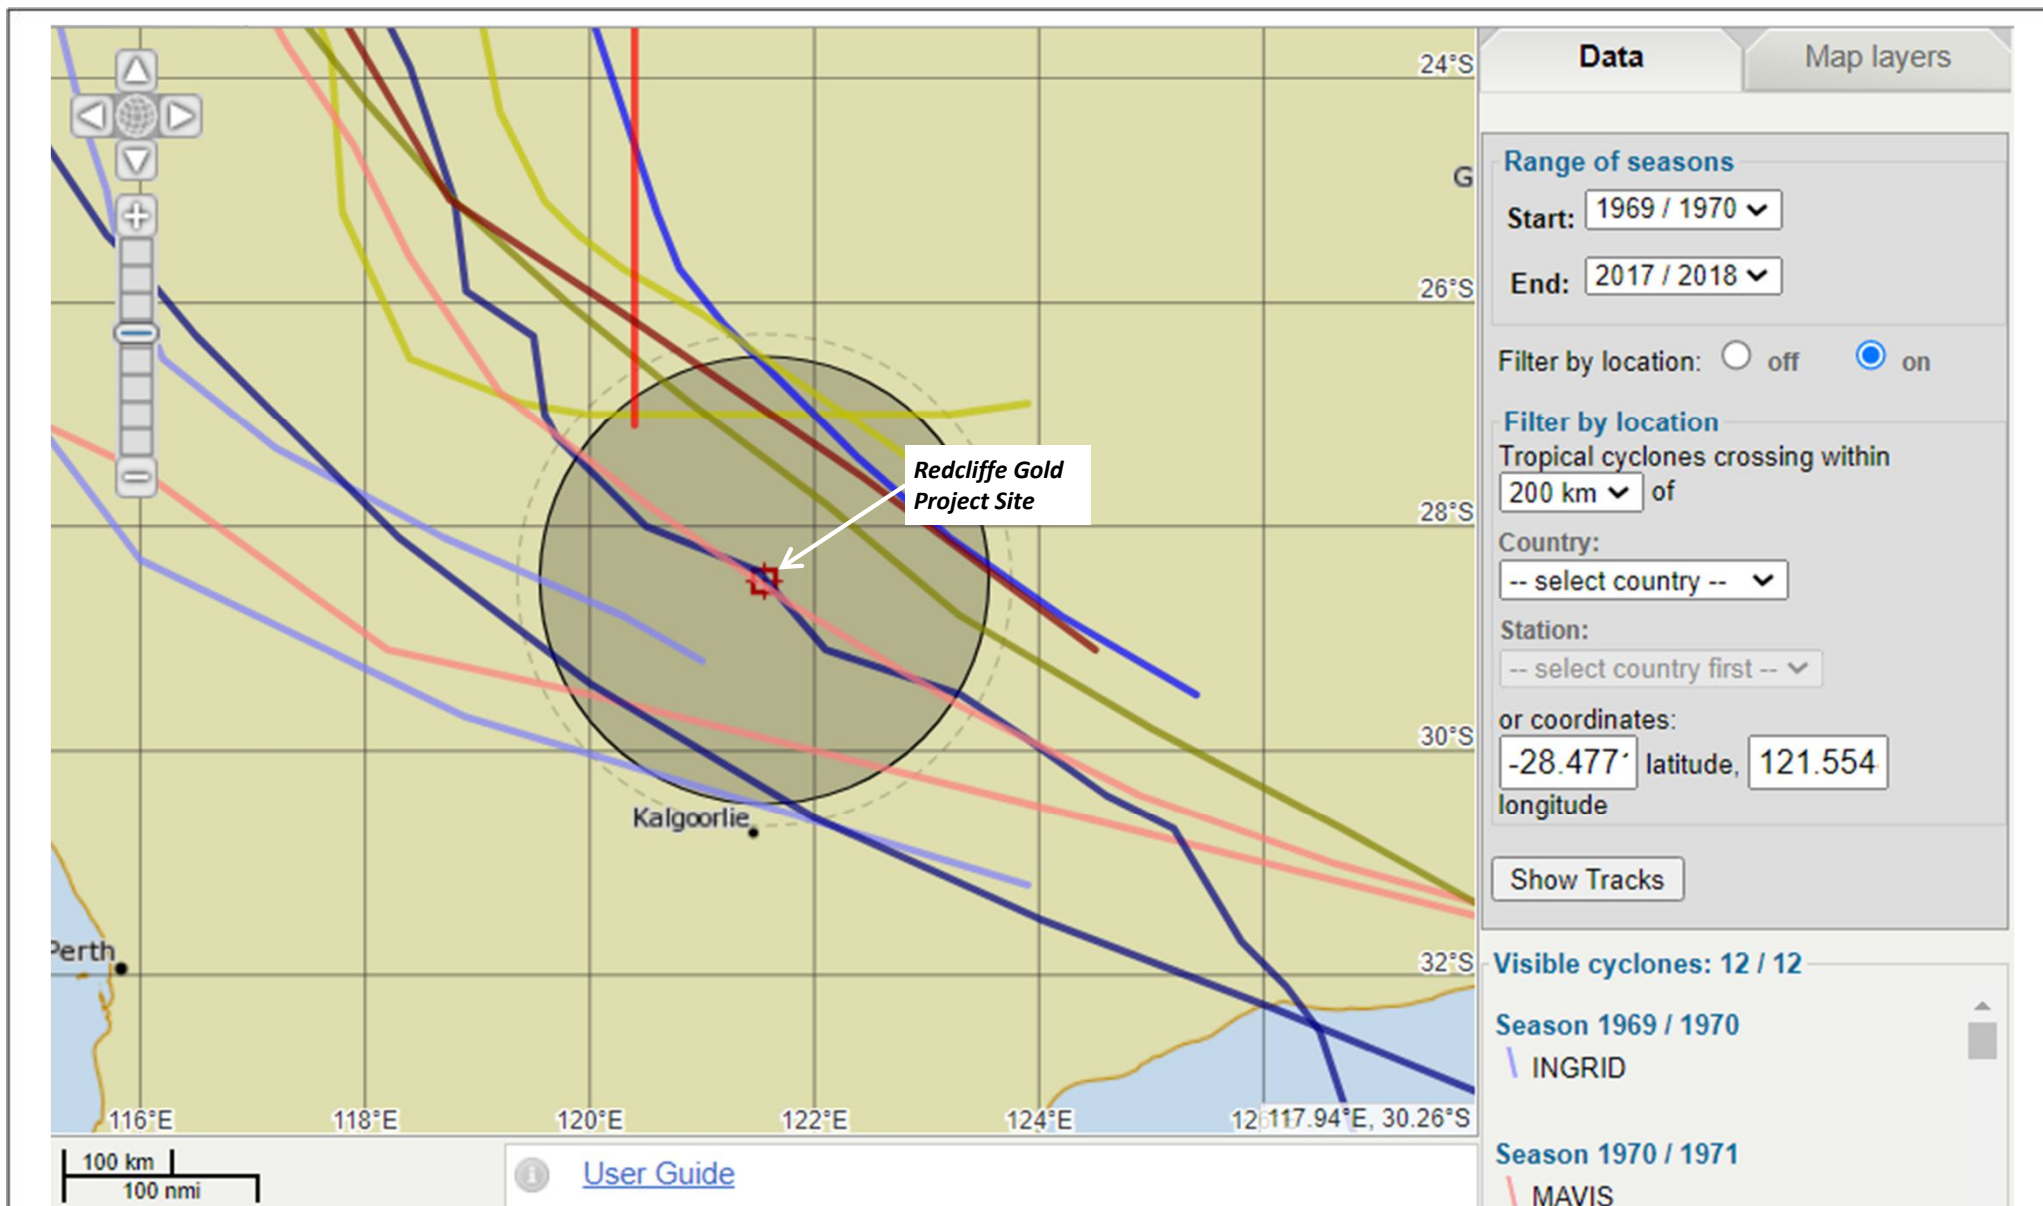 24°S
G
26°S
28°S
30°S
32°S
Redcliffe Gold
Project Site
Kalgoorlie
Perth
116°E
118°E
120°E
122°E
124°E
117.94°E, 30.26°S
100 km
100 nmi
User Guide
Data
Map layers
Range of seasons
Start: 1969 / 1970
End: 2017 / 2018
Filter by location: off on
Filter by location
Tropical cyclones crossing within
200 km of
Country:
-- select country --
Station:
-- select country first --
or coordinates:
-28.477 latitude, 121.554
longitude
Show Tracks
Visible cyclones: 12 / 12
Season 1969 / 1970
INGRID
Season 1970 / 1971
MAVIS